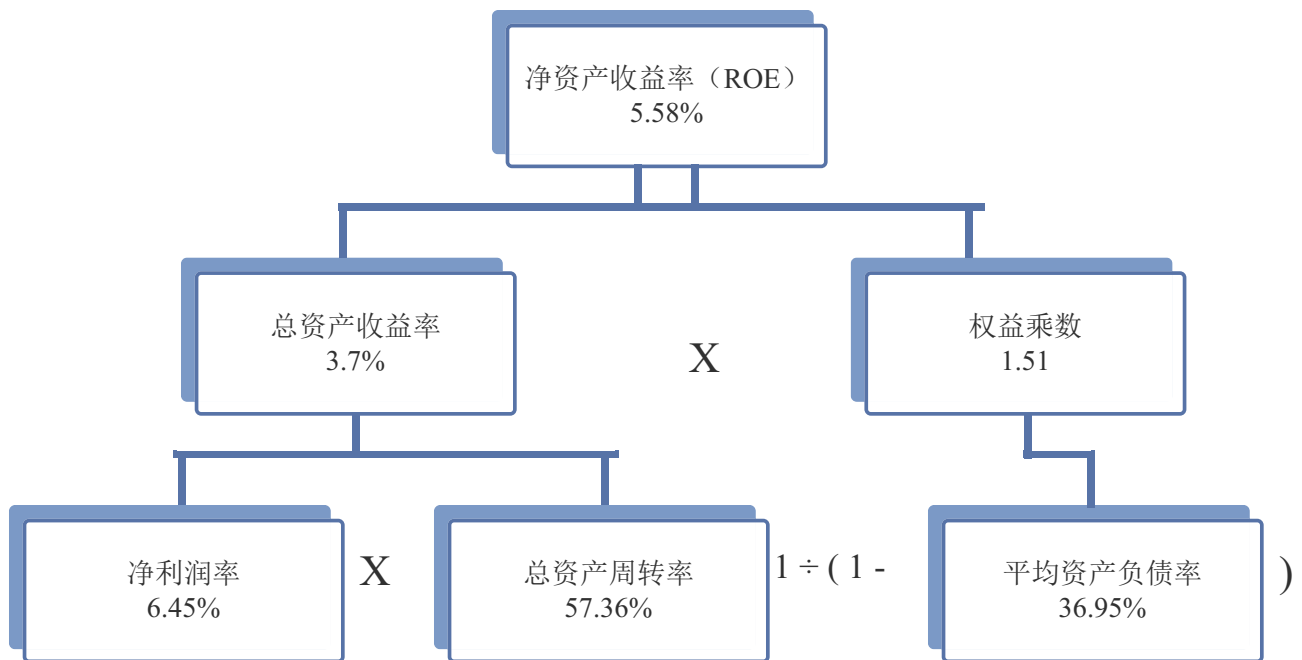 净资产收益率（ROE）
5.58%
总资产收益率
3.7%
X
权益乘数
1.51
净利润率
6.45%
X
总资产周转率
57.36%
1 ÷ ( 1 -
平均资产负债率
36.95%
)